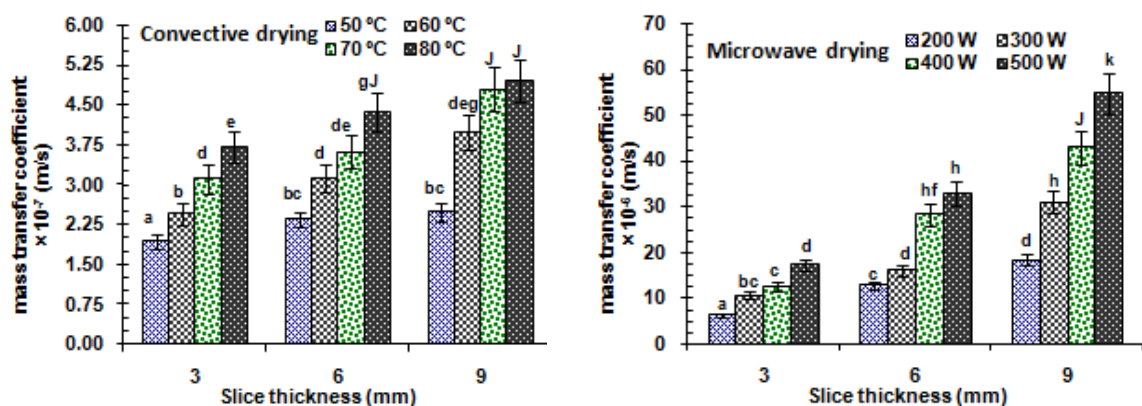 Convective drying
50 ºC 60 ºC
70 ºC 80 ºC
mass transfer coefficient
× 10⁻⁷ (m/s)
6.00
5.25
4.50
3.75
3.00
2.25
1.50
0.75
0.00
a b d e
bc d de gJ
bc deg J J
3 6 9
Slice thickness (mm)
Microwave drying
200 W 300 W
400 W 500 W
mass transfer coefficient
× 10⁻⁶ (m/s)
70
60
50
40
30
20
10
0
a bc c d
c d hf h
d h J k
3 6 9
Slice thickness (mm)